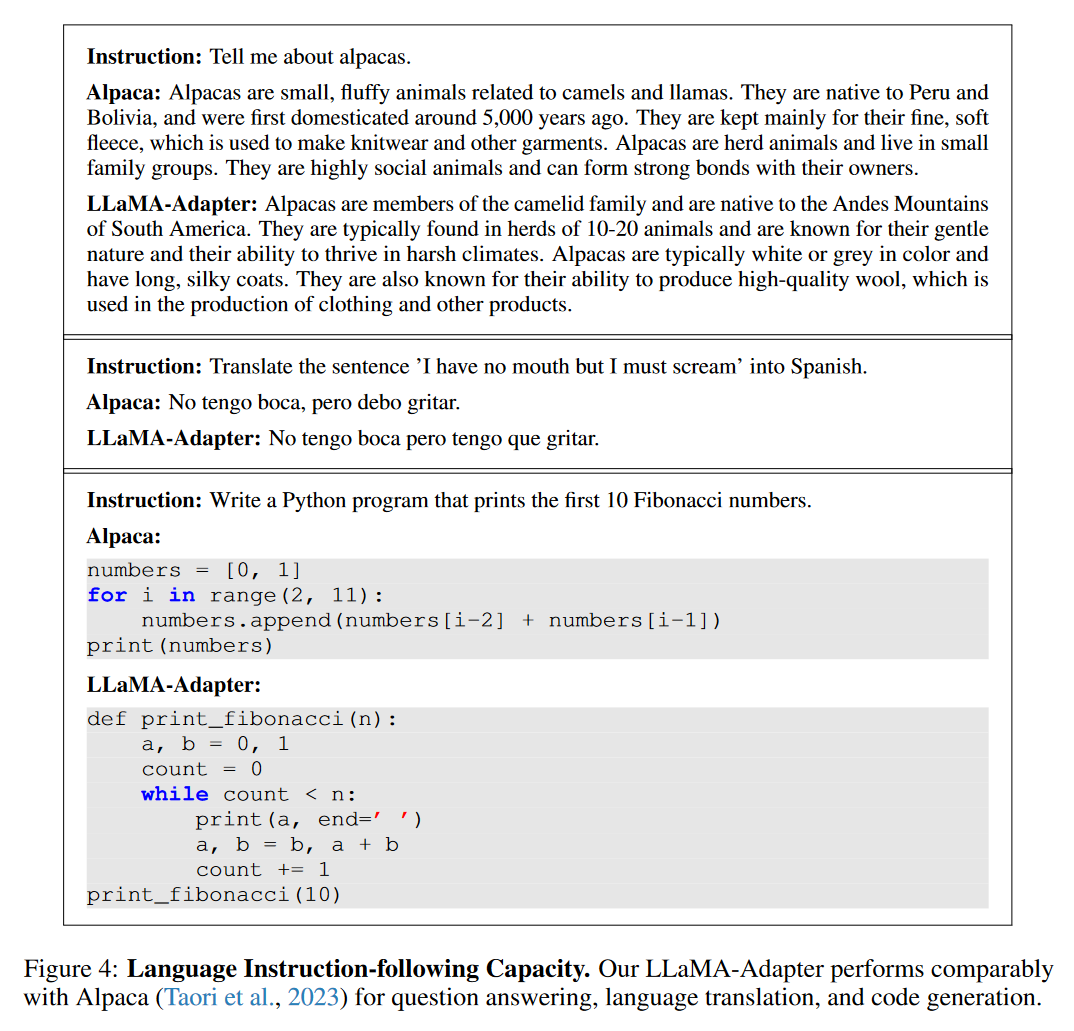 Instruction: Tell me about alpacas.
Alpaca: Alpacas are small, fluffy animals related to camels and llamas. They are native to Peru and
Bolivia, and were first domesticated around 5,000 years ago. They are kept mainly for their fine, soft
fleece, which is used to make knitwear and other garments. Alpacas are herd animals and live in small
family groups. They are highly social animals and can form strong bonds with their owners.
LLaMA-Adapter: Alpacas are members of the camelid family and are native to the Andes Mountains
of South America. They are typically found in herds of 10-20 animals and are known for their gentle
nature and their ability to thrive in harsh climates. Alpacas are typically white or grey in color and
have long, silky coats. They are also known for their ability to produce high-quality wool, which is
used in the production of clothing and other products.
Instruction: Translate the sentence ’I have no mouth but I must scream’ into Spanish.
Alpaca: No tengo boca, pero debo gritar.
LLaMA-Adapter: No tengo boca pero tengo que gritar.
Instruction: Write a Python program that prints the first 10 Fibonacci numbers.
Alpaca:
numbers = [0, 1]
for i in range(2, 11):
    numbers.append(numbers[i-2] + numbers[i-1])
print(numbers)
LLaMA-Adapter:
def print_fibonacci(n):
    a, b = 0, 1
    count = 0
    while count < n:
        print(a, end=’ ’)
        a, b = b, a + b
        count += 1
print_fibonacci(10)
Figure 4: Language Instruction-following Capacity. Our LLaMA-Adapter performs comparably
with Alpaca (Taori et al., 2023) for question answering, language translation, and code generation.